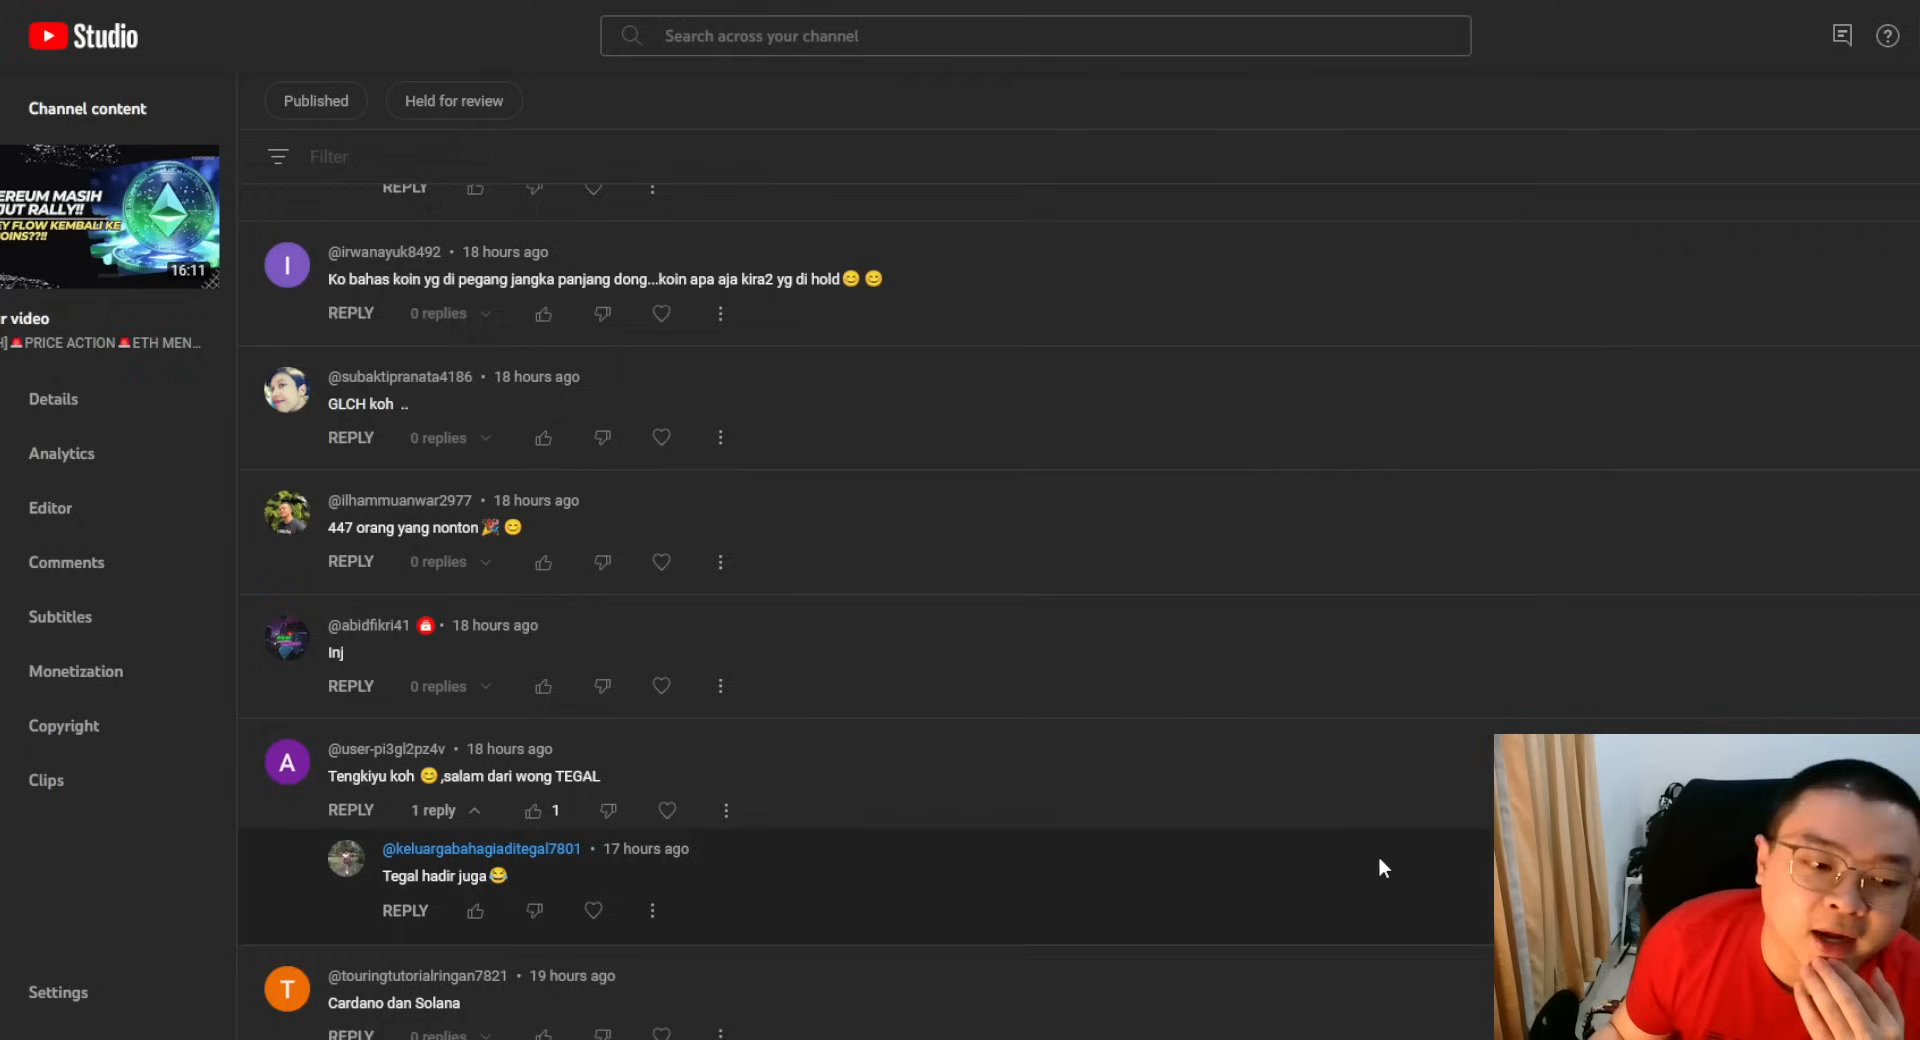 Studio
Search across your channel
Channel content
Published
Held for review
Filter
EREUM MASIH
JUT RALLY!!
EY FLOW KEMBALI KE
OINS??!!
16:11
r video
H]🚨PRICE ACTION🚨ETH MEN...
Details
Analytics
Editor
Comments
Subtitles
Monetization
Copyright
Clips
Settings
REPLY
I
@irwanayuk8492 • 18 hours ago
Ko bahas koin yg di pegang jangka panjang dong...koin apa aja kira2 yg di hold😊 😊
REPLY 0 replies
@subaktipranata4186 • 18 hours ago
GLCH koh ..
REPLY 0 replies
@ilhammuanwar2977 • 18 hours ago
447 orang yang nonton 🎉 😊
REPLY 0 replies
@abidfikri41 • 18 hours ago
Inj
REPLY 0 replies
A
@user-pi3gl2pz4v • 18 hours ago
Tengkiyu koh 😊,salam dari wong TEGAL
REPLY 1 reply 1
@keluargabahagiaditegal7801 • 17 hours ago
Tegal hadir juga😂
REPLY
T
@touringtutorialringan7821 • 19 hours ago
Cardano dan Solana
REPLY 0 replies